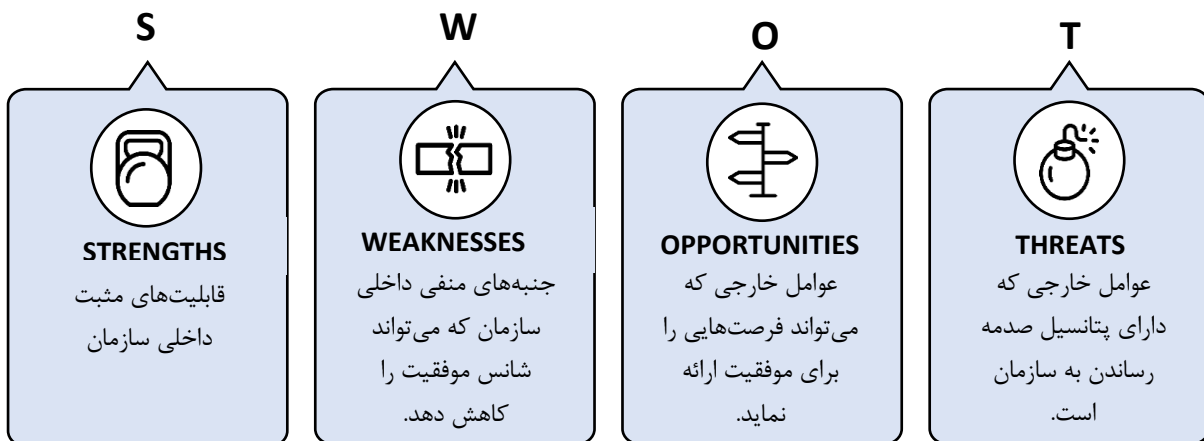 S
W
O
T
STRENGTHS
قابلیت‌های مثبت
داخلی سازمان
WEAKNESSES
جنبه‌های منفی داخلی
سازمان که می‌تواند
شانس موفقیت را
کاهش دهد.
OPPORTUNITIES
عوامل خارجی که
می‌تواند فرصت‌هایی را
برای موفقیت ارائه
نماید.
THREATS
عوامل خارجی که
دارای پتانسیل صدمه
رساندن به سازمان
است.